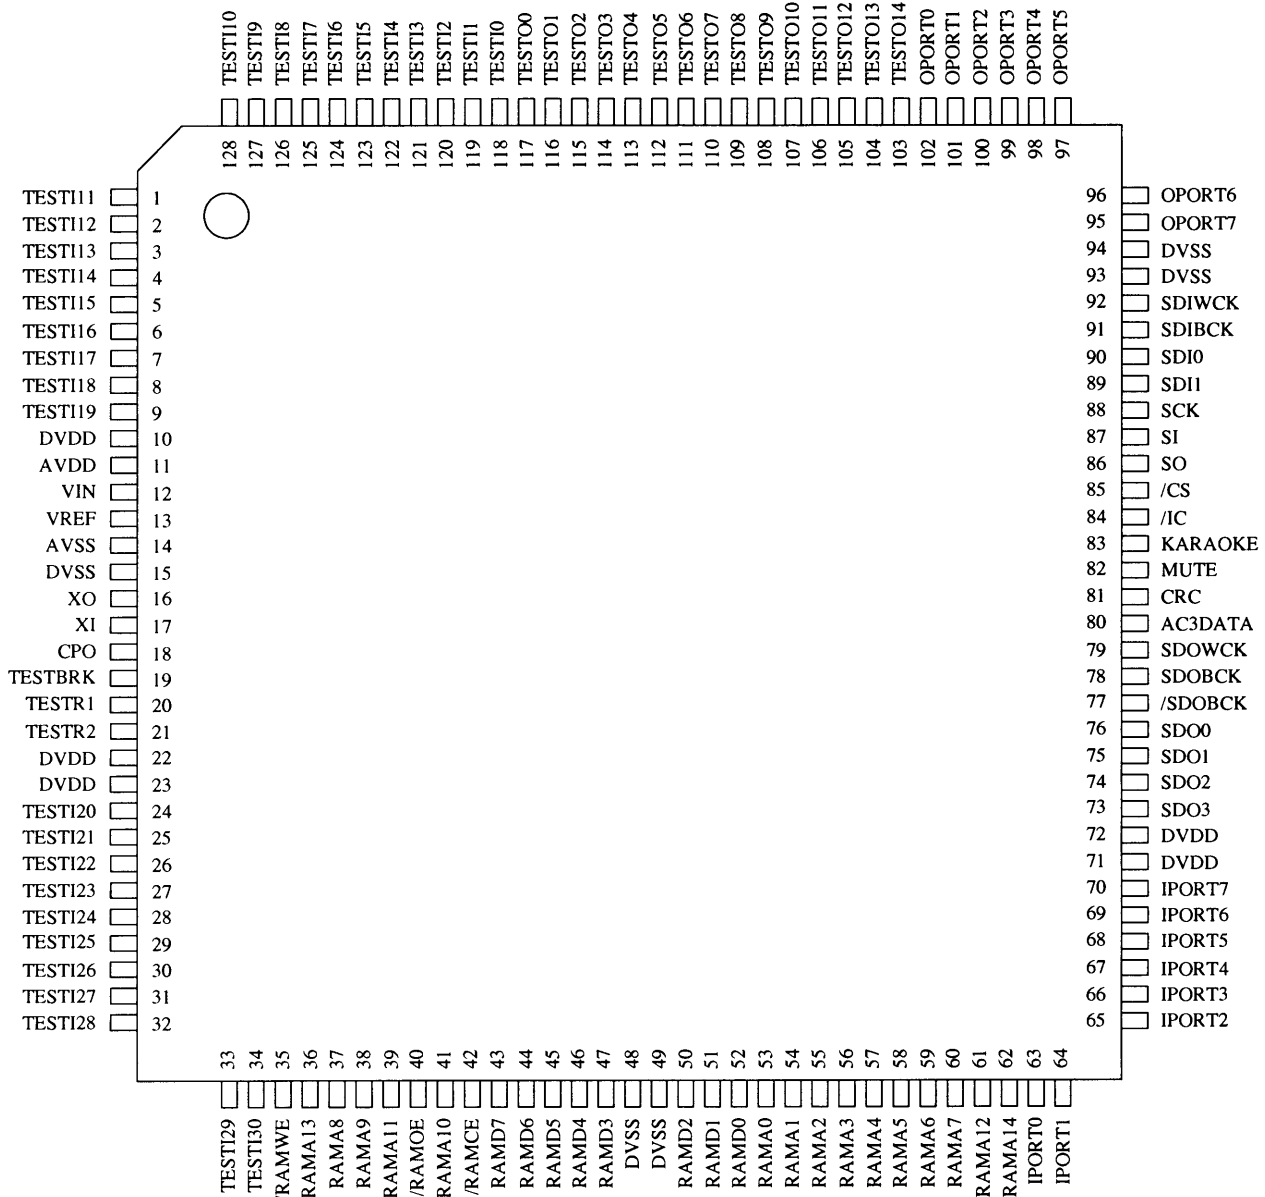 TESTI10
TESTI9
TESTI8
TESTI7
TESTI6
TESTI5
TESTI4
TESTI3
TESTI2
TESTI1
TESTI0
TESTO0
TESTO1
TESTO2
TESTO3
TESTO4
TESTO5
TESTO6
TESTO7
TESTO8
TESTO9
TESTO10
TESTO11
TESTO12
TESTO13
TESTO14
OPORT0
OPORT1
OPORT2
OPORT3
OPORT4
OPORT5
128
127
126
125
124
123
122
121
120
119
118
117
116
115
114
113
112
111
110
109
108
107
106
105
104
103
102
101
100
99
98
97
TESTI11 1
TESTI12 2
TESTI13 3
TESTI14 4
TESTI15 5
TESTI16 6
TESTI17 7
TESTI18 8
TESTI19 9
DVDD 10
AVDD 11
VIN 12
VREF 13
AVSS 14
DVSS 15
XO 16
XI 17
CPO 18
TESTBRK 19
TESTR1 20
TESTR2 21
DVDD 22
DVDD 23
TESTI20 24
TESTI21 25
TESTI22 26
TESTI23 27
TESTI24 28
TESTI25 29
TESTI26 30
TESTI27 31
TESTI28 32
96 OPORT6
95 OPORT7
94 DVSS
93 DVSS
92 SDIWCK
91 SDIBCK
90 SDI0
89 SDI1
88 SCK
87 SI
86 SO
85 /CS
84 /IC
83 KARAOKE
82 MUTE
81 CRC
80 AC3DATA
79 SDOWCK
78 SDOBCK
77 /SDOBCK
76 SDO0
75 SDO1
74 SDO2
73 SDO3
72 DVDD
71 DVDD
70 IPORT7
69 IPORT6
68 IPORT5
67 IPORT4
66 IPORT3
65 IPORT2
33
34
35
36
37
38
39
40
41
42
43
44
45
46
47
48
49
50
51
52
53
54
55
56
57
58
59
60
61
62
63
64
TESTI29
TESTI30
/RAMWE
RAMA13
RAMA8
RAMA9
RAMA11
/RAMOE
RAMA10
/RAMCE
RAMD7
RAMD6
RAMD5
RAMD4
RAMD3
DVSS
DVSS
RAMD2
RAMD1
RAMD0
RAMA0
RAMA1
RAMA2
RAMA3
RAMA4
RAMA5
RAMA6
RAMA7
RAMA12
RAMA14
IPORT0
IPORT1